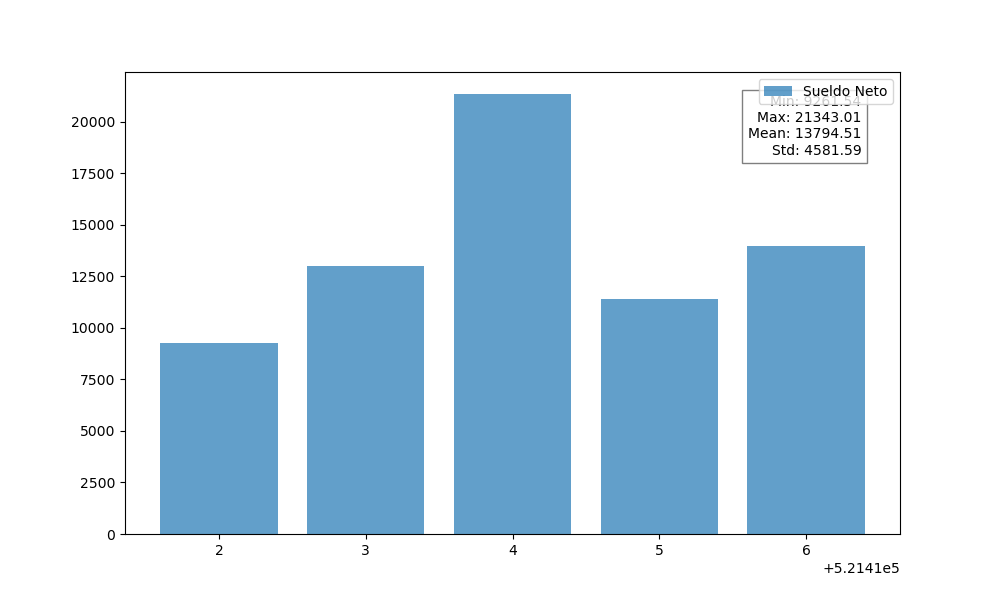 Sueldo Neto
Min: 9261.54
Max: 21343.01
Mean: 13794.51
Std: 4581.59
20000
17500
15000
12500
10000
7500
5000
2500
0
2 3 4 5 6
+5.2141e5